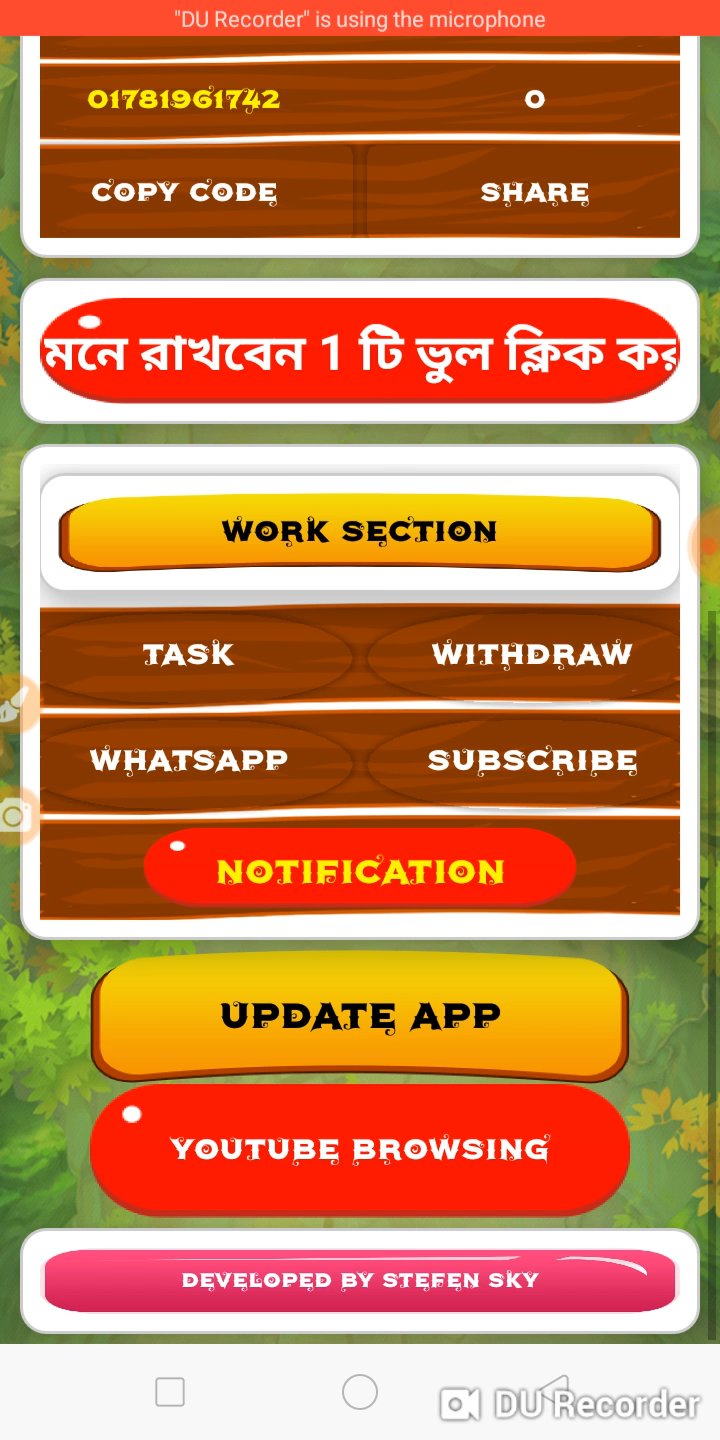 "DU Recorder" is using the microphone
01781961742 0
COPY CODE SHARE
মনে রাখবেন 1 টি ভুল ক্লিক কর
WORK SECTION
TASK WITHDRAW
WHATSAPP SUBSCRIBE
NOTIFICATION
UPDATE APP
YOUTUBE BROWSING
DEVELOPED BY STEFEN SKY
DU Recorder